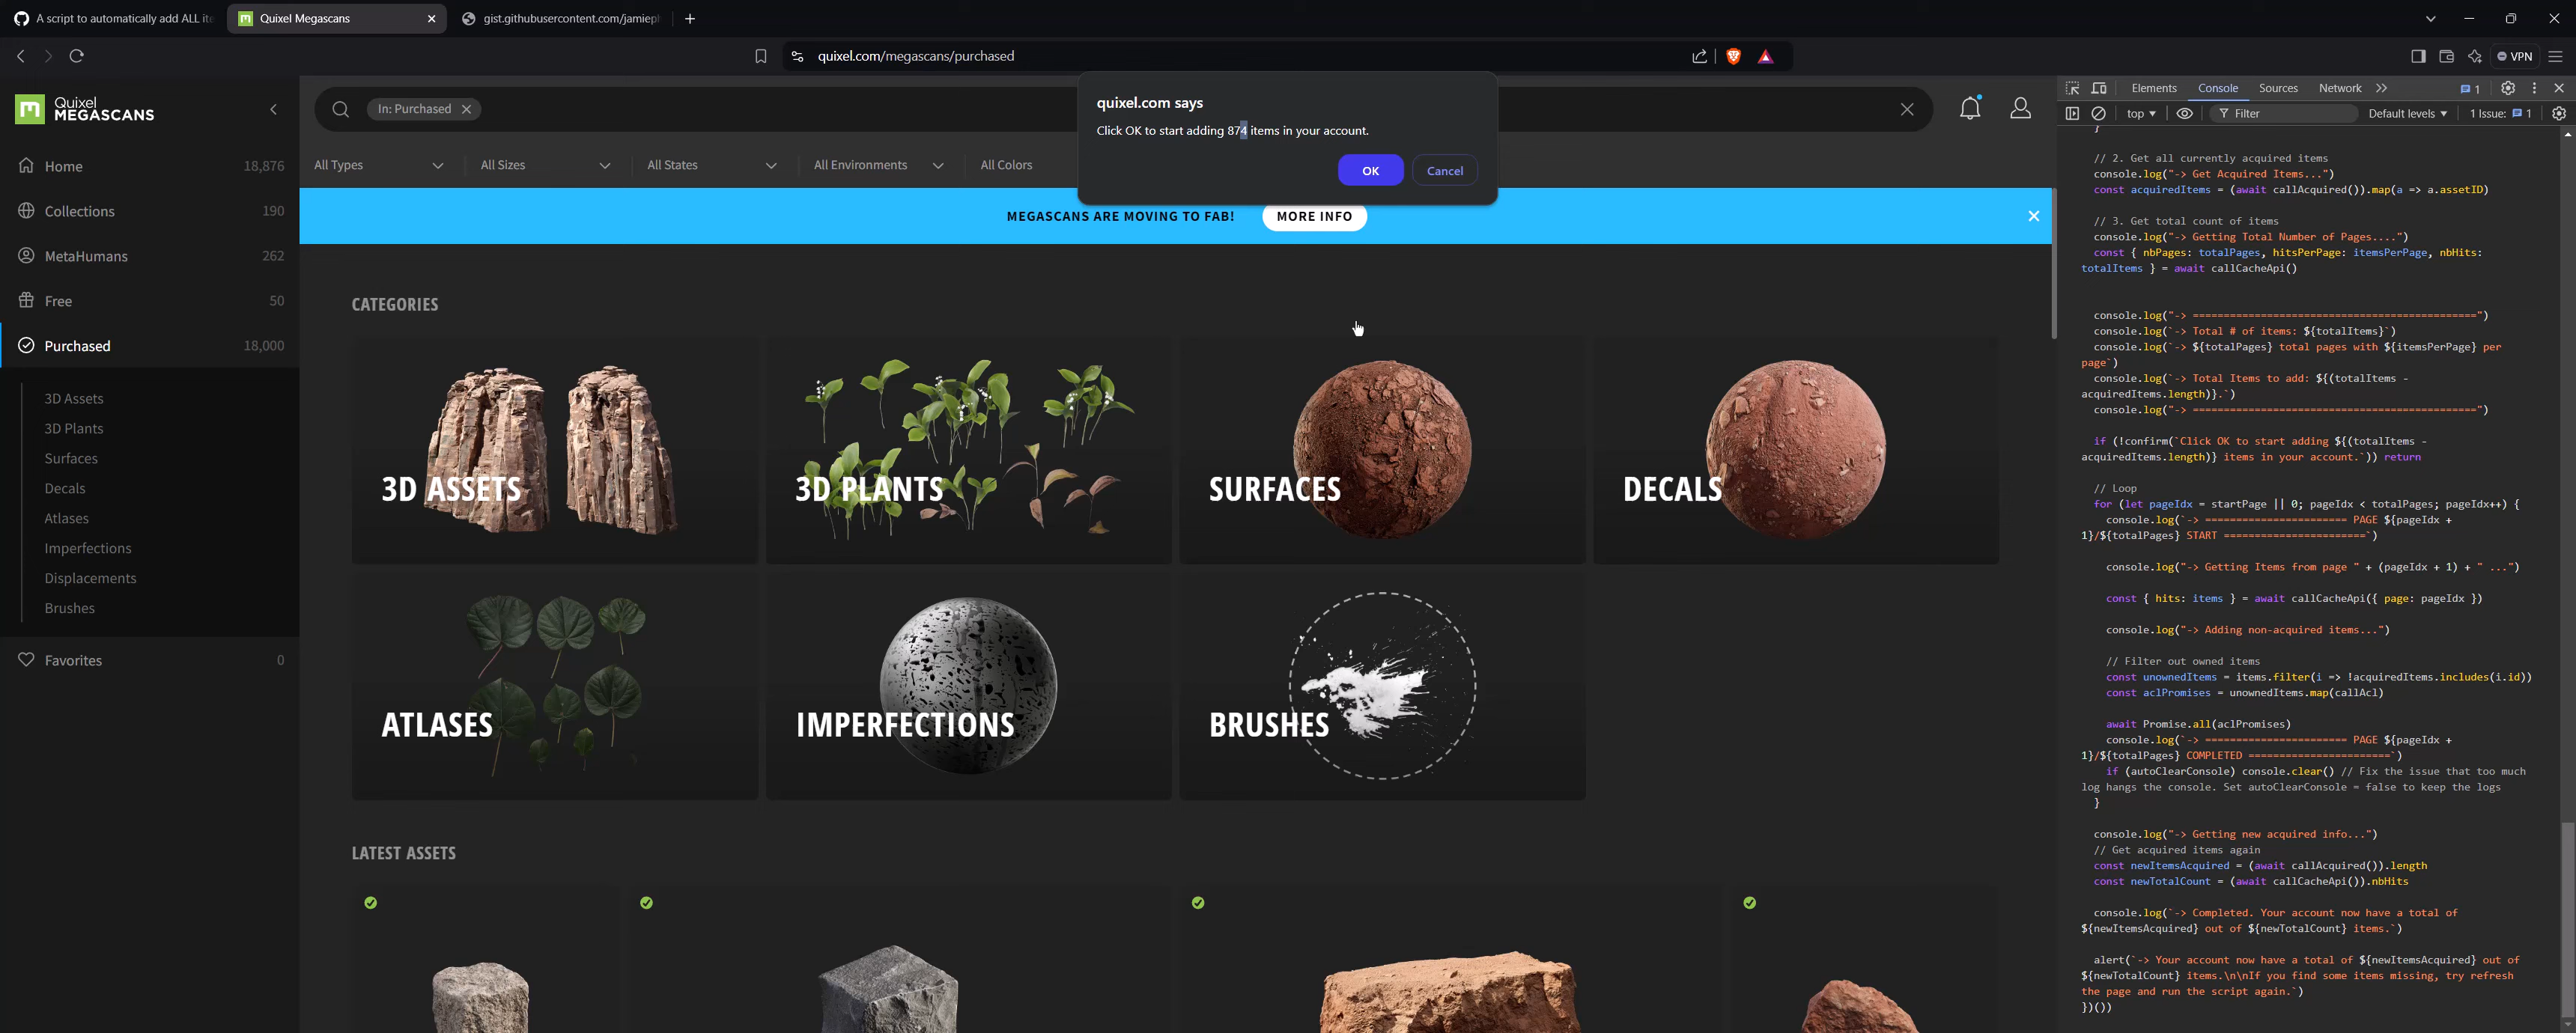 A script to automatically add ALL ite
Quixel Megascans
gist.githubusercontent.com/jamiep
quixel.com/megascans/purchased
VPN
Quixel
MEGASCANS
Home 18,876
Collections 190
MetaHumans 262
Free 50
Purchased 18,000
3D Assets
3D Plants
Surfaces
Decals
Atlases
Imperfections
Displacements
Brushes
Favorites 0
In: Purchased
All Types
All Sizes
All States
All Environments
All Colors
quixel.com says
Click OK to start adding 874 items in your account.
OK
Cancel
MEGASCANS ARE MOVING TO FAB!
MORE INFO
CATEGORIES
3D ASSETS
3D PLANTS
SURFACES
DECALS
ATLASES
IMPERFECTIONS
BRUSHES
LATEST ASSETS
Elements
Console
Sources
Network
1
top
Filter
Default levels
1 Issue:
1
}
// 2. Get all currently acquired items
console.log("-> Get Acquired Items...")
const acquiredItems = (await callAcquired()).map(a => a.assetID)
// 3. Get total count of items
console.log("-> Getting Total Number of Pages....")
const { nbPages: totalPages, hitsPerPage: itemsPerPage, nbHits:
totalItems } = await callCacheApi()
console.log("-> ==============================================")
console.log(`-> Total # of items: ${totalItems}`)
console.log(`-> ${totalPages} total pages with ${itemsPerPage} per
page`)
console.log(`-> Total Items to add: ${(totalItems -
acquiredItems.length)}.`)
console.log("-> ==============================================")
if (!confirm(`Click OK to start adding ${(totalItems -
acquiredItems.length)} items in your account.`)) return
// Loop
for (let pageIdx = startPage || 0; pageIdx < totalPages; pageIdx++) {
console.log(`-> ======================= PAGE ${pageIdx +
1}/${totalPages} START =======================`)
console.log("-> Getting Items from page " + (pageIdx + 1) + " ...")
const { hits: items } = await callCacheApi({ page: pageIdx })
console.log("-> Adding non-acquired items...")
// Filter out owned items
const unownedItems = items.filter(i => !acquiredItems.includes(i.id))
const aclPromises = unownedItems.map(callAcl)
await Promise.all(aclPromises)
console.log(`-> ======================= PAGE ${pageIdx +
1}/${totalPages} COMPLETED =======================`)
if (autoClearConsole) console.clear() // Fix the issue that too much
log hangs the console. Set autoClearConsole = false to keep the logs
}
console.log("-> Getting new acquired info...")
// Get acquired items again
const newItemsAcquired = (await callAcquired()).length
const newTotalCount = (await callCacheApi()).nbHits
console.log(`-> Completed. Your account now have a total of
${newItemsAcquired} out of ${newTotalCount} items.`)
alert(`-> Your account now have a total of ${newItemsAcquired} out of
${newTotalCount} items.\n\nIf you find some items missing, try refresh
the page and run the script again.`)
})())